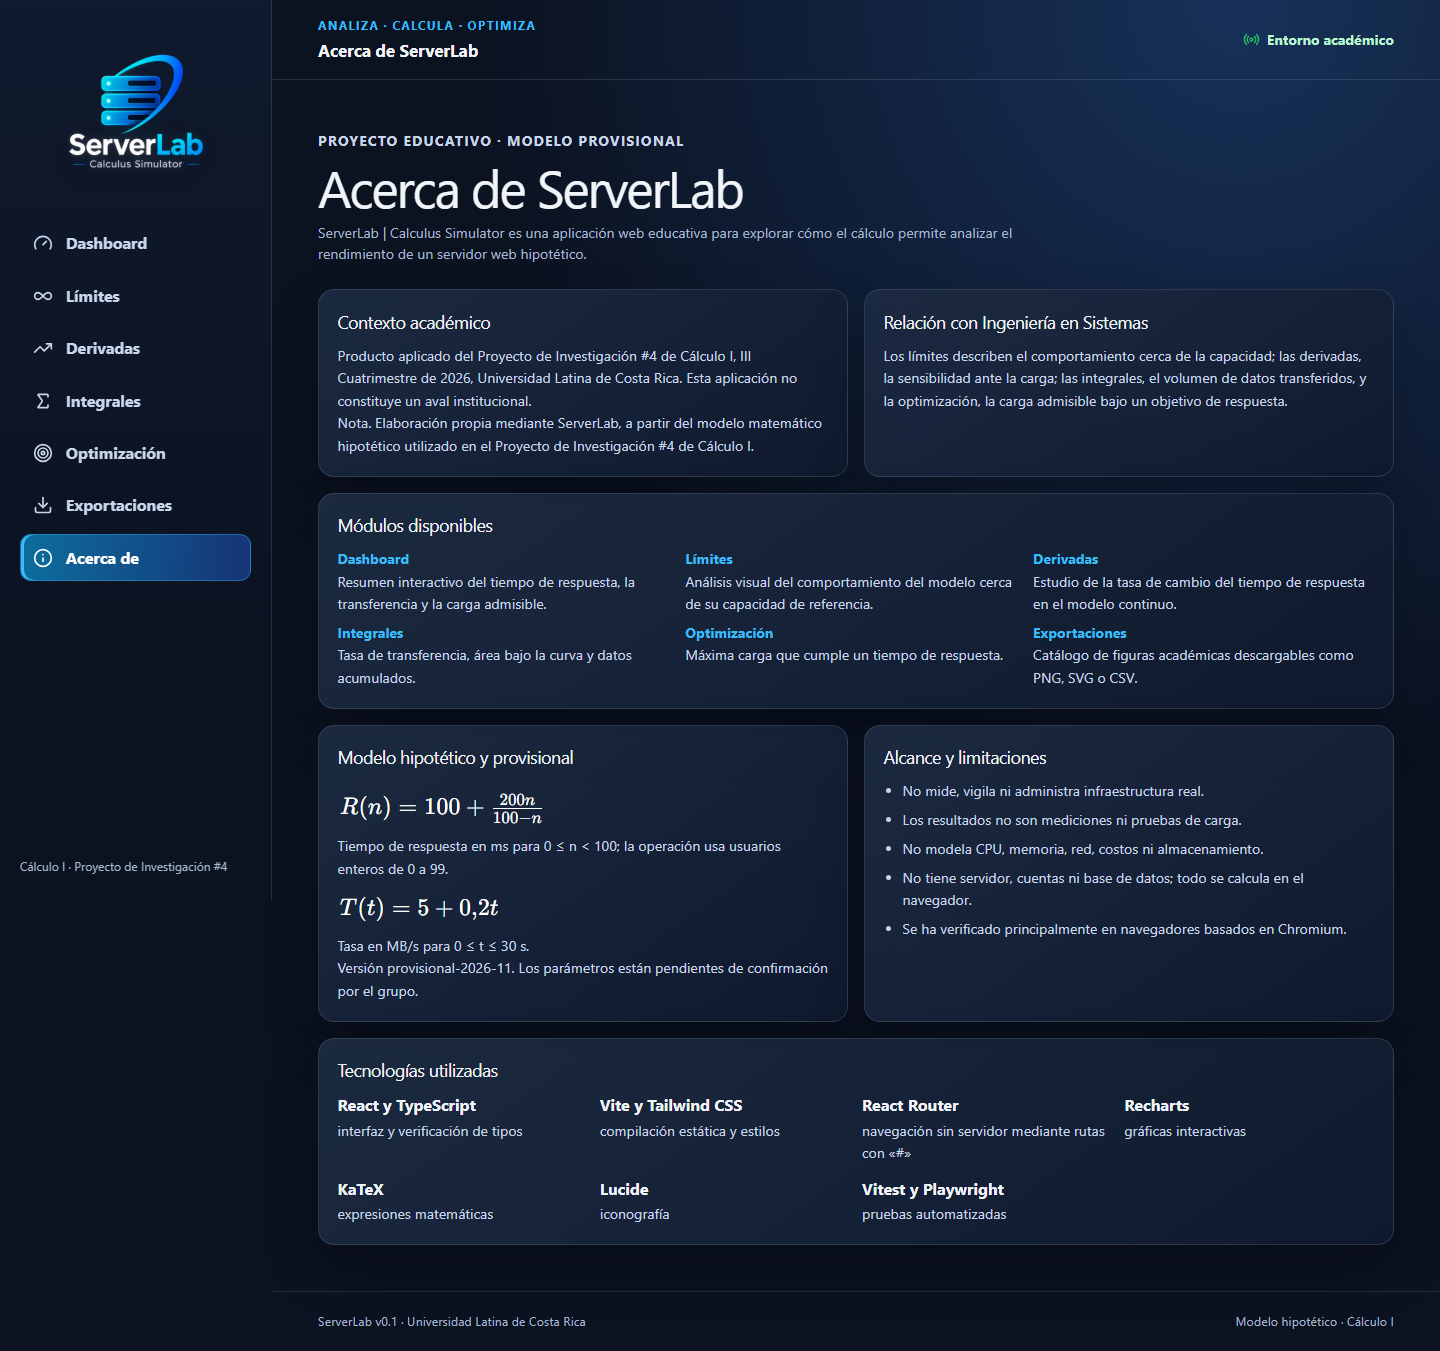 ServerLab
Calculus Simulator
Dashboard
Límites
Derivadas
Integrales
Optimización
Exportaciones
Acerca de
Cálculo I · Proyecto de Investigación #4
ANALIZA · CALCULA · OPTIMIZA
Acerca de ServerLab
Entorno académico
PROYECTO EDUCATIVO · MODELO PROVISIONAL
Acerca de ServerLab
ServerLab | Calculus Simulator es una aplicación web educativa para explorar cómo el cálculo permite analizar el
rendimiento de un servidor web hipotético.
Contexto académico
Producto aplicado del Proyecto de Investigación #4 de Cálculo I, III
Cuatrimestre de 2026, Universidad Latina de Costa Rica. Esta aplicación no
constituye un aval institucional.
Nota. Elaboración propia mediante ServerLab, a partir del modelo matemático
hipotético utilizado en el Proyecto de Investigación #4 de Cálculo I.
Relación con Ingeniería en Sistemas
Los límites describen el comportamiento cerca de la capacidad; las derivadas,
la sensibilidad ante la carga; las integrales, el volumen de datos transferidos, y
la optimización, la carga admisible bajo un objetivo de respuesta.
Módulos disponibles
Dashboard
Resumen interactivo del tiempo de respuesta, la
transferencia y la carga admisible.
Límites
Análisis visual del comportamiento del modelo cerca
de su capacidad de referencia.
Derivadas
Estudio de la tasa de cambio del tiempo de respuesta
en el modelo continuo.
Integrales
Tasa de transferencia, área bajo la curva y datos
acumulados.
Optimización
Máxima carga que cumple un tiempo de respuesta.
Exportaciones
Catálogo de figuras académicas descargables como
PNG, SVG o CSV.
Modelo hipotético y provisional
R(n) = 100 + 200n/100−n
Tiempo de respuesta en ms para 0 ≤ n < 100; la operación usa usuarios
enteros de 0 a 99.
T(t) = 5 + 0,2t
Tasa en MB/s para 0 ≤ t ≤ 30 s.
Versión provisional-2026-11. Los parámetros están pendientes de confirmación
por el grupo.
Alcance y limitaciones
• No mide, vigila ni administra infraestructura real.
• Los resultados no son mediciones ni pruebas de carga.
• No modela CPU, memoria, red, costos ni almacenamiento.
• No tiene servidor, cuentas ni base de datos; todo se calcula en el
navegador.
• Se ha verificado principalmente en navegadores basados en Chromium.
Tecnologías utilizadas
React y TypeScript
interfaz y verificación de tipos
Vite y Tailwind CSS
compilación estática y estilos
React Router
navegación sin servidor mediante rutas
con «#»
Recharts
gráficas interactivas
KaTeX
expresiones matemáticas
Lucide
iconografía
Vitest y Playwright
pruebas automatizadas
ServerLab v0.1 · Universidad Latina de Costa Rica
Modelo hipotético · Cálculo I